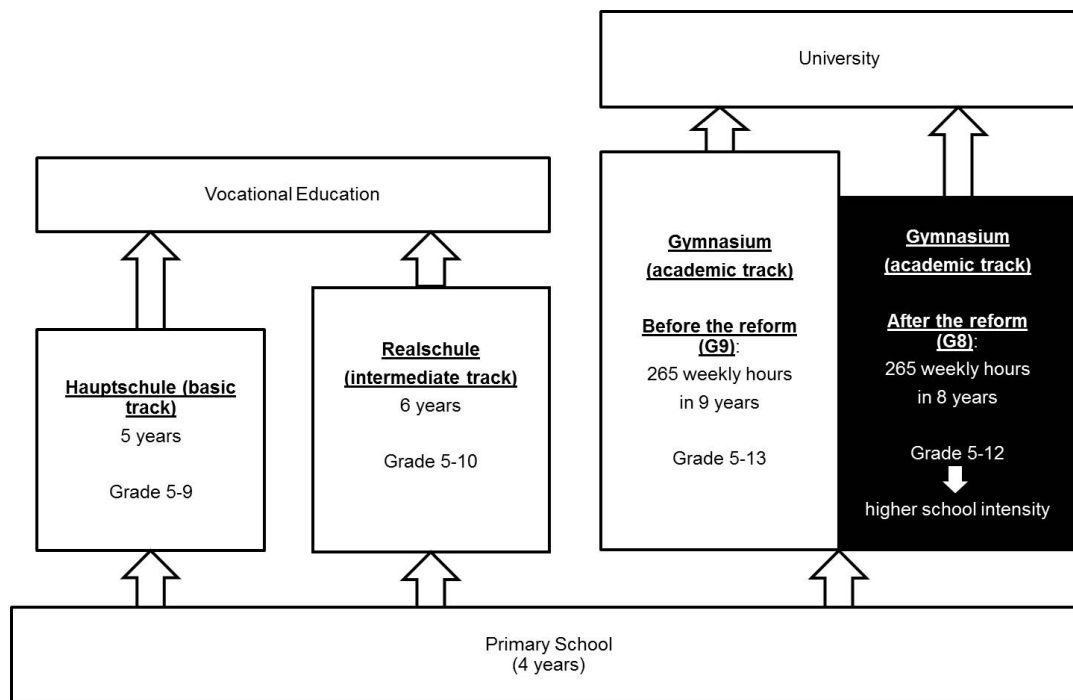 University
Vocational Education
Hauptschule (basic
track)
5 years
Grade 5-9
Realschule
(intermediate track)
6 years
Grade 5-10
Gymnasium
(academic track)
Before the reform
(G9):
265 weekly hours
in 9 years
Grade 5-13
Gymnasium
(academic track)
After the reform
(G8):
265 weekly hours
in 8 years
Grade 5-12
higher school intensity
Primary School
(4 years)